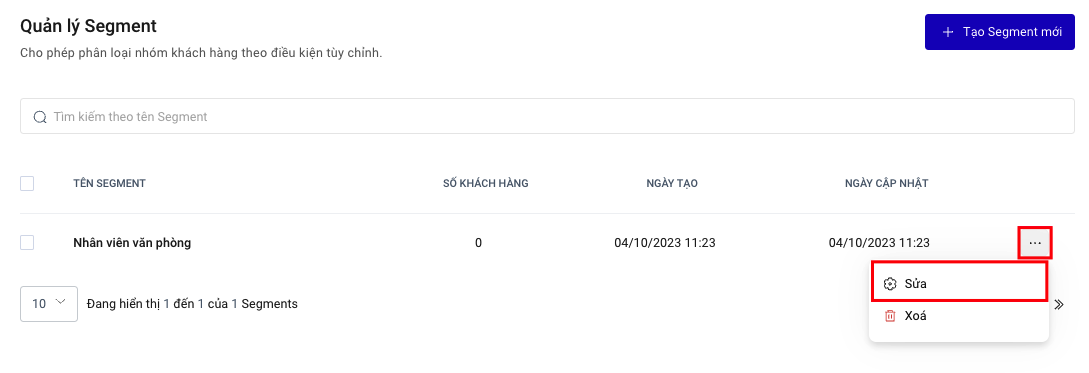 Quản lý Segment
Cho phép phân loại nhóm khách hàng theo điều kiện tùy chỉnh.
+ Tạo Segment mới
Tìm kiếm theo tên Segment
TÊN SEGMENT SỐ KHÁCH HÀNG NGÀY TẠO NGÀY CẬP NHẬT
Nhân viên văn phòng 0 04/10/2023 11:23 04/10/2023 11:23 ...
Sửa
10 Đang hiển thị 1 đến 1 của 1 Segments
Xoá